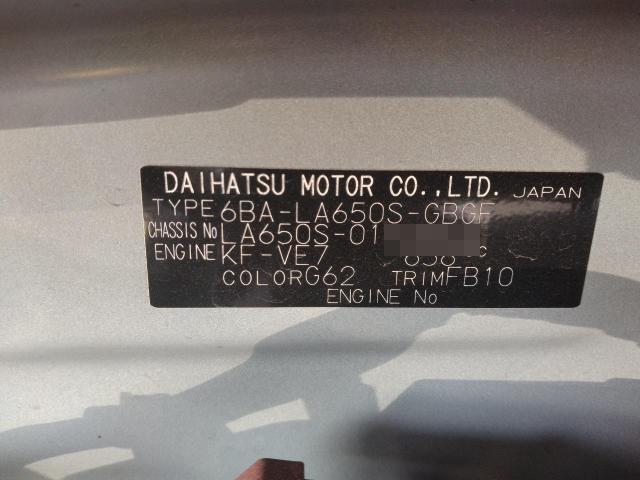 DAIHATSU MOTOR CO.,LTD. JAPAN
TYPE 6BA-LA650S-GBGF
CHASSIS No LA650S-01
ENGINE KF-VE7 658 C
COLOR G62 TRIM FB10
ENGINE No